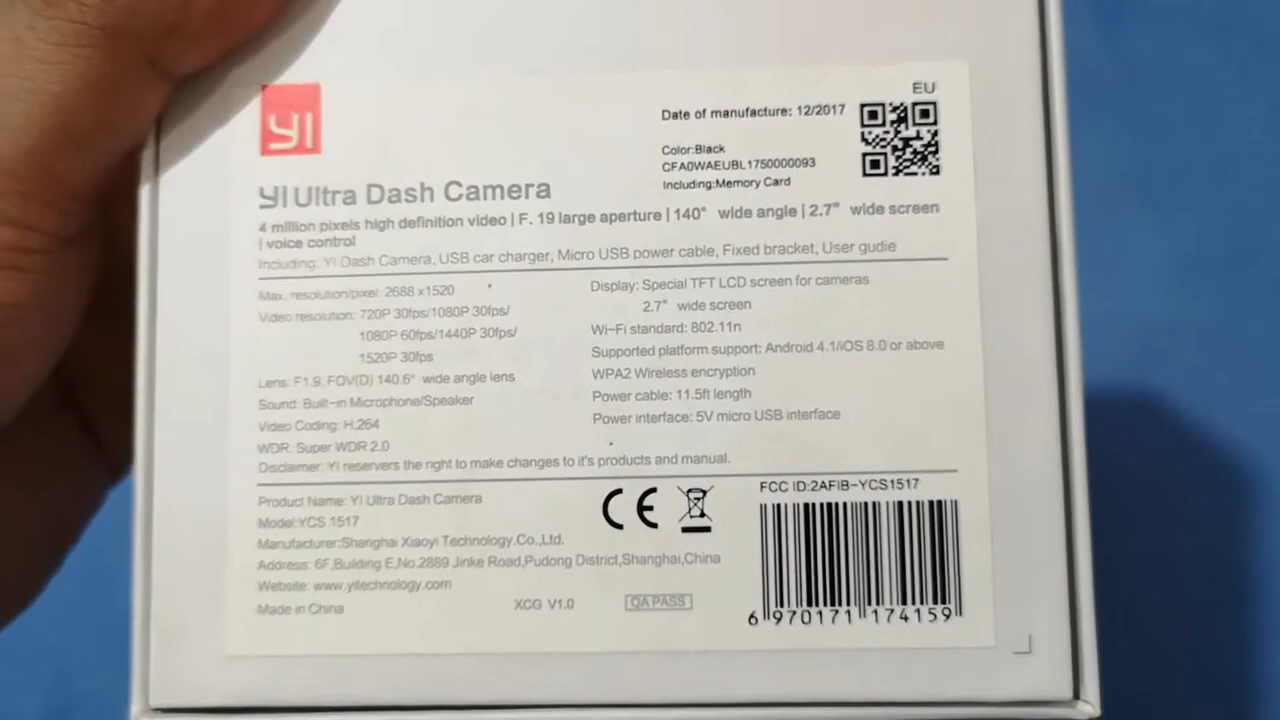 YI
EU
Date of manufacture: 12/2017
Color:Black
CFA0WAEUBL1750000093
Including:Memory Card
YI Ultra Dash Camera
4 million pixels high definition video | F. 19 large aperture | 140° wide angle | 2.7" wide screen
| voice control
Including: YI Dash Camera, USB car charger, Micro USB power cable, Fixed bracket, User gudie
Max. resolution/pixel: 2688 x1520
Video resolution: 720P 30fps/1080P 30fps/
1080P 60fps/1440P 30fps/
1520P 30fps
Lens: F1.9, FOV(D) 140.6° wide angle lens
Sound: Built-in Microphone/Speaker
Video Coding: H.264
WDR: Super WDR 2.0
Display: Special TFT LCD screen for cameras
2.7" wide screen
Wi-Fi standard: 802.11n
Supported platform support: Android 4.1/iOS 8.0 or above
WPA2 Wireless encryption
Power cable: 11.5ft length
Power interface: 5V micro USB interface
Disclaimer: YI reservers the right to make changes to it's products and manual.
Product Name: YI Ultra Dash Camera
Model:YCS 1517
Manufacturer:Shanghai Xiaoyi Technology.Co.,Ltd.
Address: 6F,Building E,No.2889 Jinke Road,Pudong District,Shanghai,China
Website: www.yitechnology.com
Made in China
XCG V1.0
QA PASS
CE
FCC ID:2AFIB-YCS1517
6 970171 174159